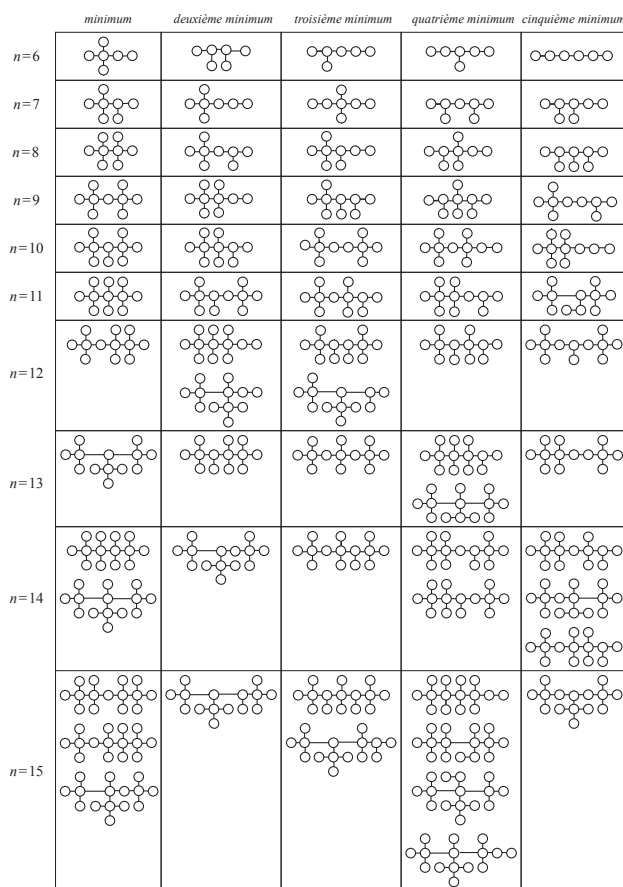 minimum deuxième minimum troisième minimum quatrième minimum cinquième minimum
n=6
n=7
n=8
n=9
n=10
n=11
n=12
n=13
n=14
n=15